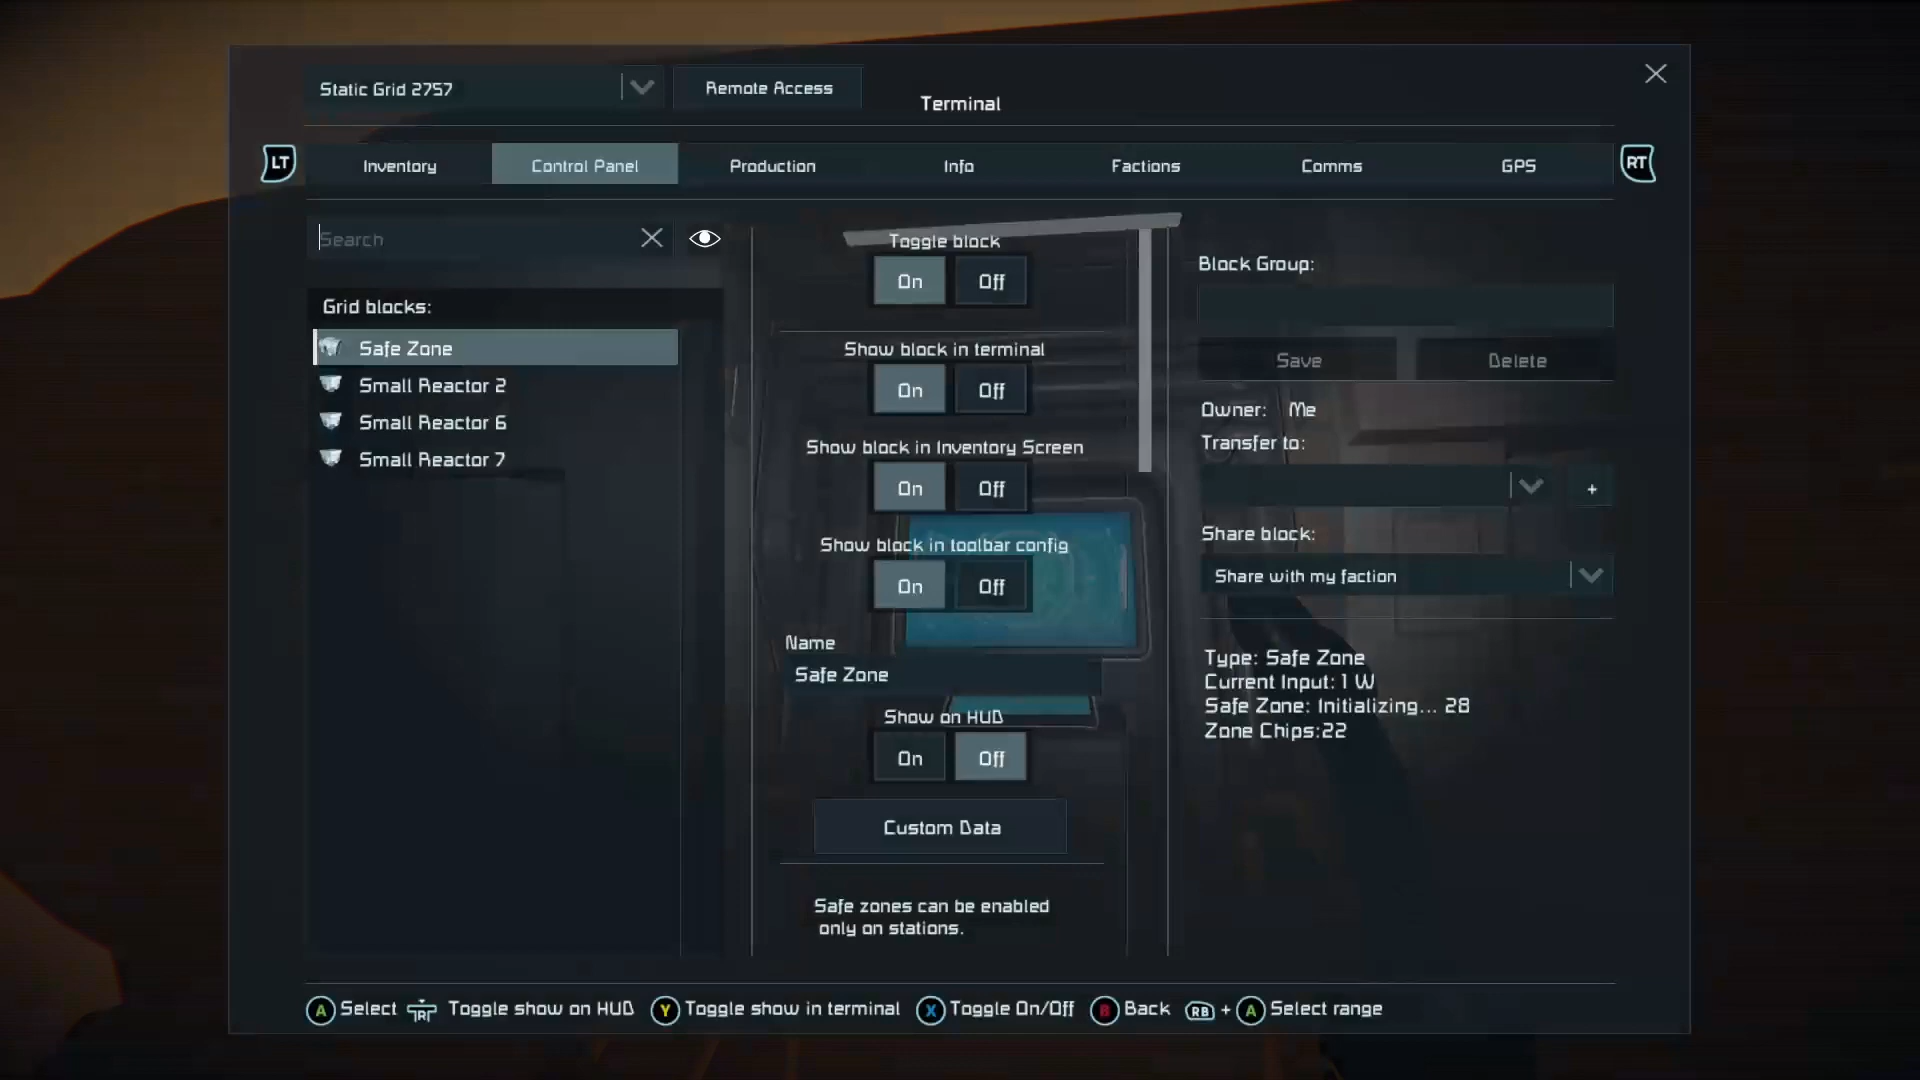 Static Grid 2757
Remote Access
Terminal
LT
Inventory
Control Panel
Production
Info
Factions
Comms
GPS
RT
Search
Grid blocks:
Safe Zone
Small Reactor 2
Small Reactor 6
Small Reactor 7
Toggle block
On Off
Show block in terminal
On Off
Show block in Inventory Screen
On Off
Show block in toolbar config
On Off
Name
Safe Zone
Show on HUD
On Off
Custom Data
Safe zones can be enabled
only on stations.
Block Group:
Save
Delete
Owner: Me
Transfer to:
+
Share block:
Share with my faction
Type: Safe Zone
Current Input: 1 W
Safe Zone: Initializing... 28
Zone Chips:22
A Select R Toggle show on HUD Y Toggle show in terminal X Toggle On/Off B Back RB + A Select range